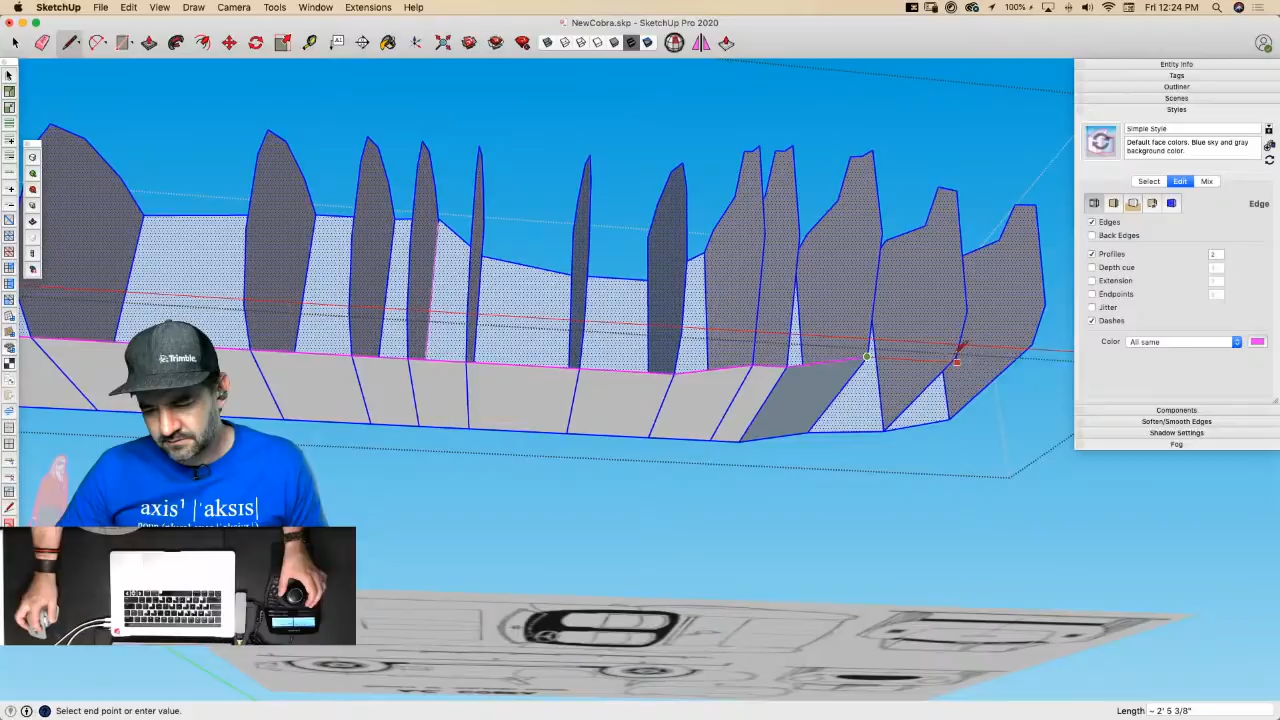 SketchUp File Edit View Camera Draw Tools Window Extensions Help
100% Fri 12:24 PM
NewCobra.skp - SketchUp Pro 2020
Entity Info
Tags
Outliner
Scenes
Styles
Simple Style
Default face colors. Blue sky and gray
background color.
Select Edit Mix
Edge
Edges
Back Edges
Profiles 2
Depth cue
Extension
Endpoints
Jitter
Dashes
Color All same
Components
Soften/Smooth Edges
Shadow Settings
Fog
Trimble.
axis¹ |ˈaksɪs|
Select end point or enter value.
Length ~ 2' 5 3/8"